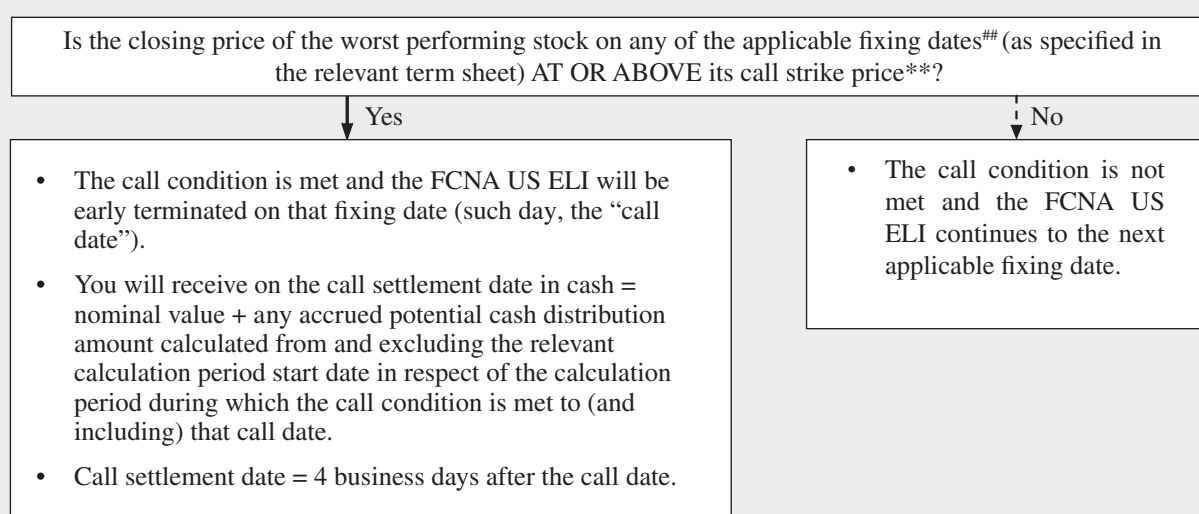 Is the closing price of the worst performing stock on any of the applicable fixing dates## (as specified in
the relevant term sheet) AT OR ABOVE its call strike price**?
Yes
No
• The call condition is met and the FCNA US ELI will be
early terminated on that fixing date (such day, the “call
date”).
• You will receive on the call settlement date in cash =
nominal value + any accrued potential cash distribution
amount calculated from and excluding the relevant
calculation period start date in respect of the calculation
period during which the call condition is met to (and
including) that call date.
• Call settlement date = 4 business days after the call date.
• The call condition is not
met and the FCNA US
ELI continues to the next
applicable fixing date.